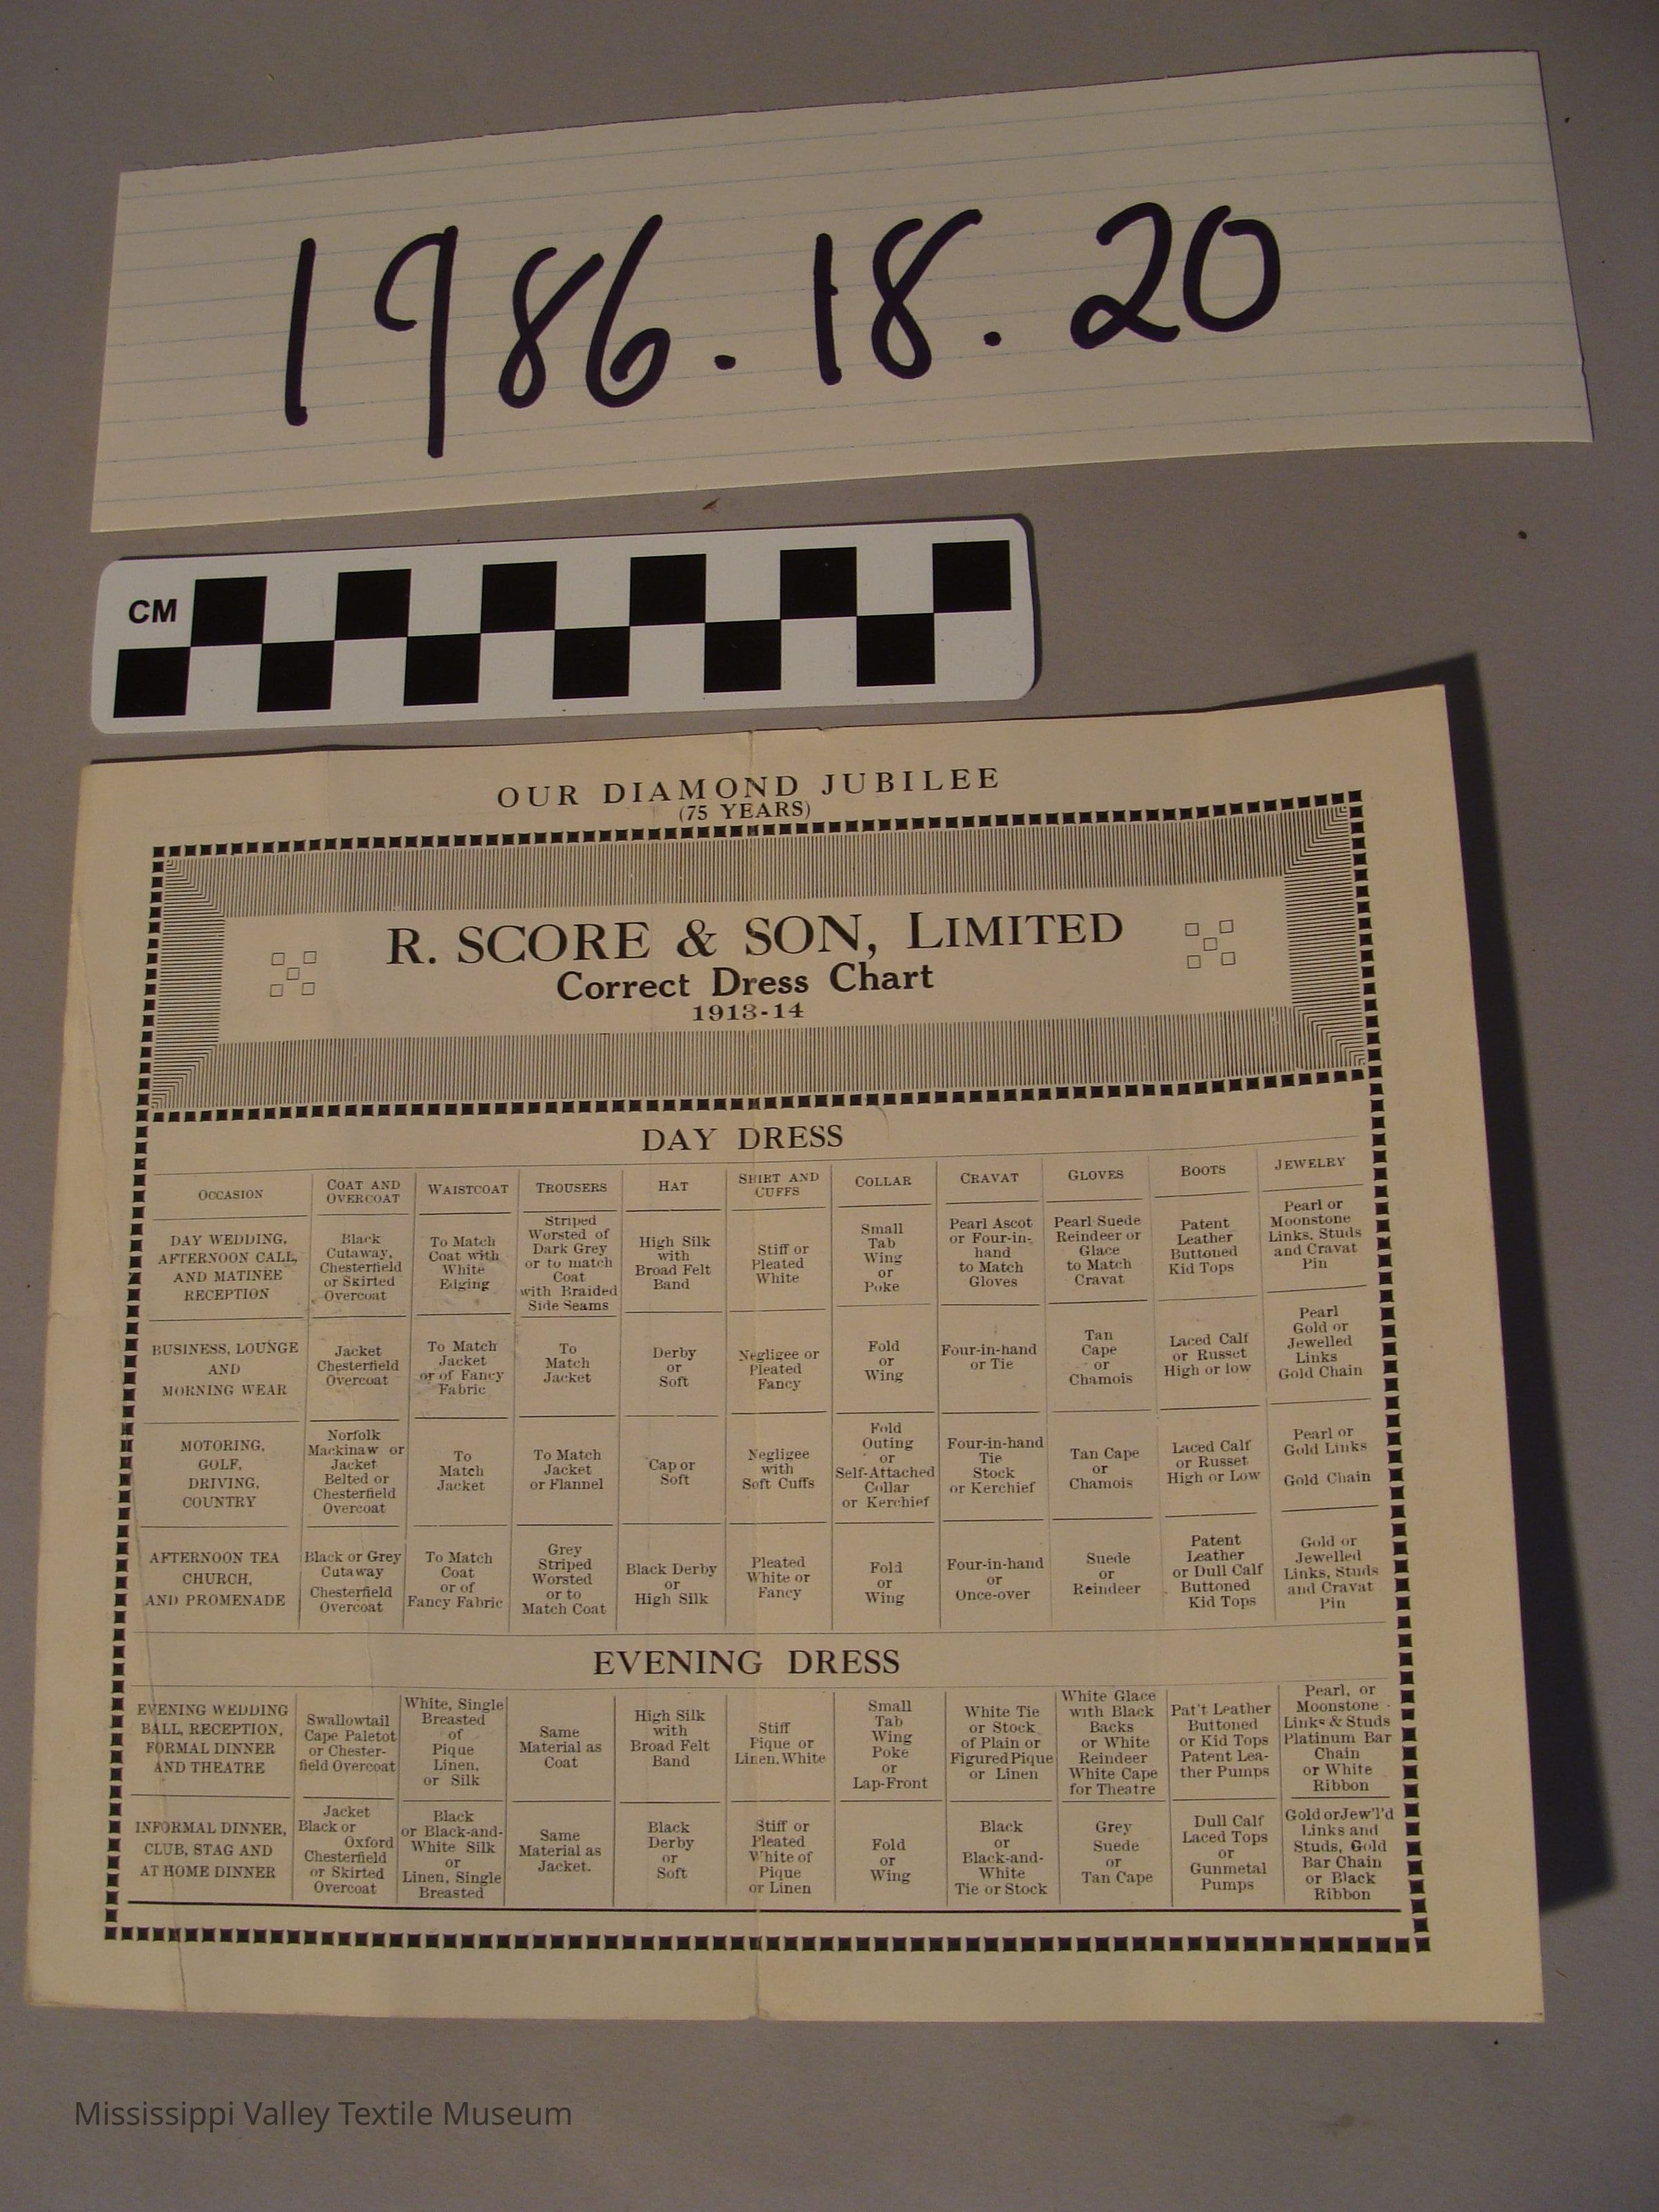 1986.18.20
CM
OUR DIAMOND JUBILEE
(75 YEARS)
R. SCORE & SON, LIMITED
Correct Dress Chart
1913-14
DAY DRESS
OCCASION
COAT AND
OVERCOAT
WAISTCOAT
TROUSERS
HAT
SHIRT AND
CUFFS
COLLAR
CRAVAT
GLOVES
BOOTS
JEWELRY
DAY WEDDING,
AFTERNOON CALL,
AND MATINEE
RECEPTION
Black
Cutaway,
Chesterfield
or Skirted
Overcoat
To Match
Coat with
White
Edging
Striped
Worsted of
Dark Grey
or to match
Coat
with Braided
Side Seams
High Silk
with
Broad Felt
Band
Stiff or
Pleated
White
Small
Tab
Wing
or
Poke
Pearl Ascot
or Four-in-
hand
to Match
Gloves
Pearl Suede
Reindeer or
Glace
to Match
Cravat
Patent
Leather
Buttoned
Kid Tops
Pearl or
Moonstone
Links, Studs
and Cravat
Pin
BUSINESS, LOUNGE
AND
MORNING WEAR
Jacket
Chesterfield
Overcoat
To Match
Jacket
or of Fancy
Fabric
To
Match
Jacket
Derby
or
Soft
Negligee or
Pleated
Fancy
Fold
or
Wing
Four-in-hand
or Tie
Tan
Cape
or
Chamois
Laced Calf
or Russet
High or low
Pearl
Gold or
Jewelled
Links
Gold Chain
MOTORING,
GOLF,
DRIVING,
COUNTRY
Norfolk
Mackinaw or
Jacket
Belted or
Chesterfield
Overcoat
To
Match
Jacket
To Match
Jacket
or Flannel
Cap or
Soft
Negligee
with
Soft Cuffs
Fold
Outing
or
Self-Attached
Collar
or Kerchief
Four-in-hand
Tie
Stock
or Kerchief
Tan Cape
or
Chamois
Laced Calf
or Russet
High or Low
Pearl or
Gold Links
Gold Chain
AFTERNOON TEA
CHURCH,
AND PROMENADE
Black or Grey
Cutaway
Chesterfield
Overcoat
To Match
Coat
or of
Fancy Fabric
Grey
Striped
Worsted
or to
Match Coat
Black Derby
or
High Silk
Pleated
White or
Fancy
Fold
or
Wing
Four-in-hand
or
Once-over
Suede
or
Reindeer
Patent
Leather
or Dull Calf
Buttoned
Kid Tops
Gold or
Jewelled
Links, Studs
and Cravat
Pin
EVENING DRESS
EVENING WEDDING
BALL, RECEPTION,
FORMAL DINNER
AND THEATRE
Swallowtail
Cape Paletot
or Chester-
field Overcoat
White, Single
Breasted
of
Pique
Linen,
or Silk
Same
Material as
Coat
High Silk
with
Broad Felt
Band
Stiff
Pique or
Linen. White
Small
Tab
Wing
Poke
or
Lap-Front
White Tie
or Stock
of Plain or
Figured Pique
or Linen
White Glace
with Black
Backs
or White
Reindeer
White Cape
for Theatre
Pat't Leather
Buttoned
or Kid Tops
Patent Lea-
ther Pumps
Pearl, or
Moonstone
Links & Studs
Platinum Bar
Chain
or White
Ribbon
INFORMAL DINNER,
CLUB, STAG AND
AT HOME DINNER
Jacket
Black or
Oxford
Chesterfield
or Skirted
Overcoat
Black
or Black-and-
White Silk
or
Linen, Single
Breasted
Same
Material as
Jacket.
Black
Derby
or
Soft
Stiff or
Pleated
White of
Pique
or Linen
Fold
or
Wing
Black
or
Black-and-
White
Tie or Stock
Grey
Suede
or
Tan Cape
Dull Calf
Laced Tops
or
Gunmetal
Pumps
Gold or Jew'l'd
Links and
Studs, Gold
Bar Chain
or Black
Ribbon
Mississippi Valley Textile Museum